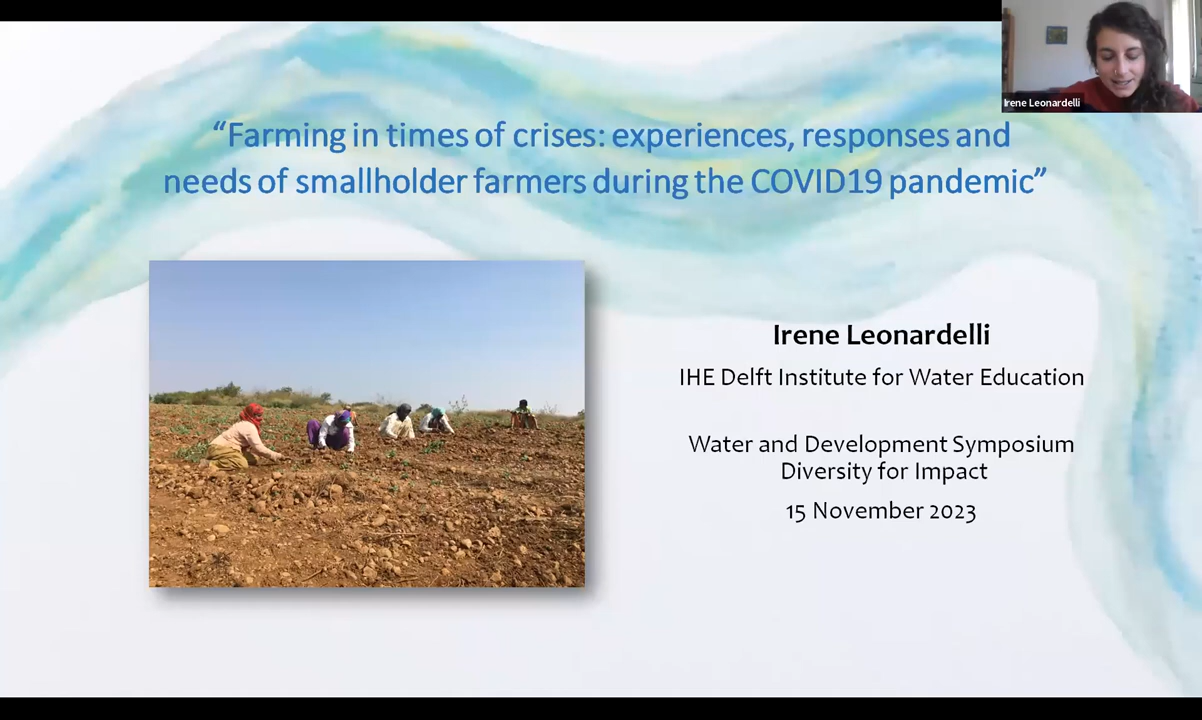 Irene Leonardelli
“Farming in times of crises: experiences, responses and
needs of smallholder farmers during the COVID19 pandemic”
Irene Leonardelli
IHE Delft Institute for Water Education
Water and Development Symposium
Diversity for Impact
15 November 2023